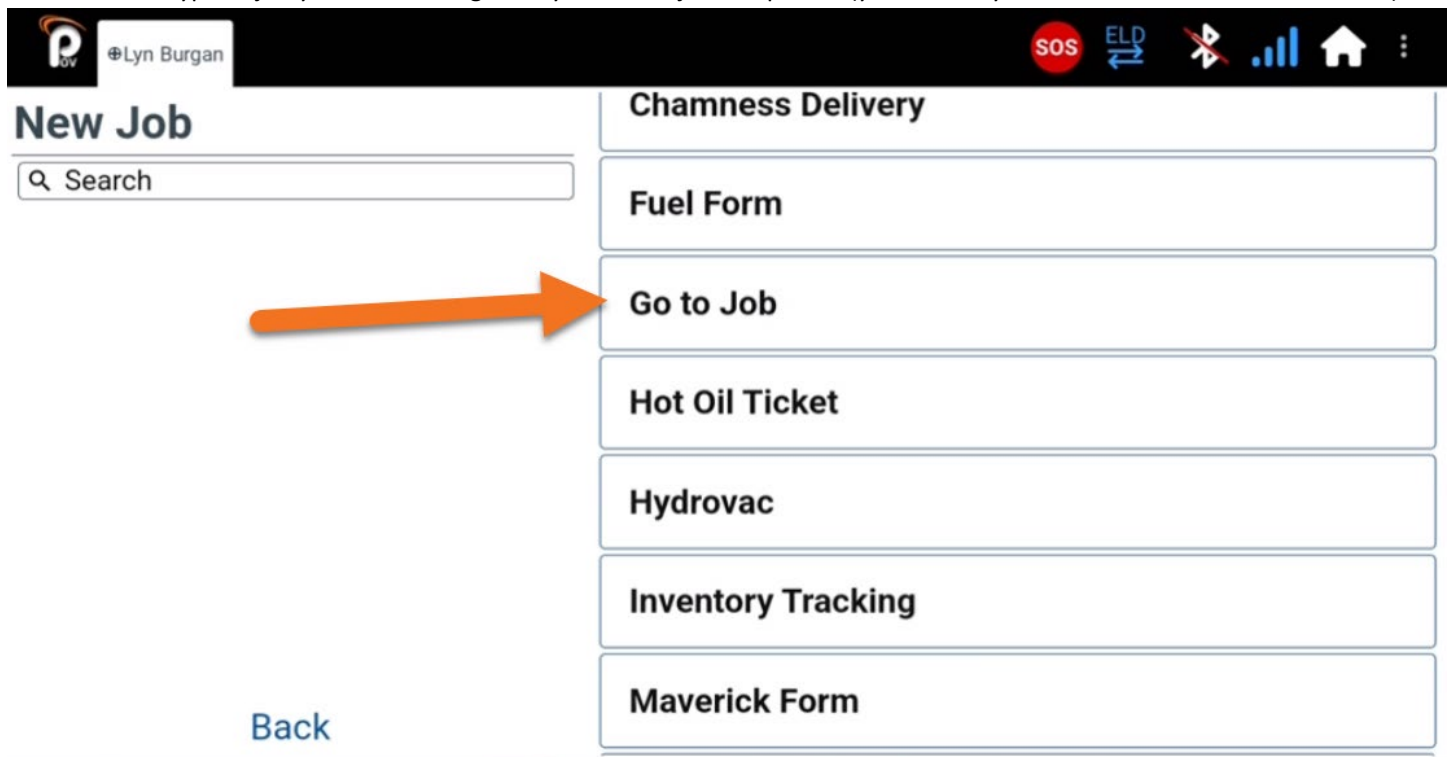 Pov
⊕Lyn Burgan
SOS
ELD
New Job
Search
Chamness Delivery
Fuel Form
Go to Job
Hot Oil Ticket
Hydrovac
Inventory Tracking
Maverick Form
Back